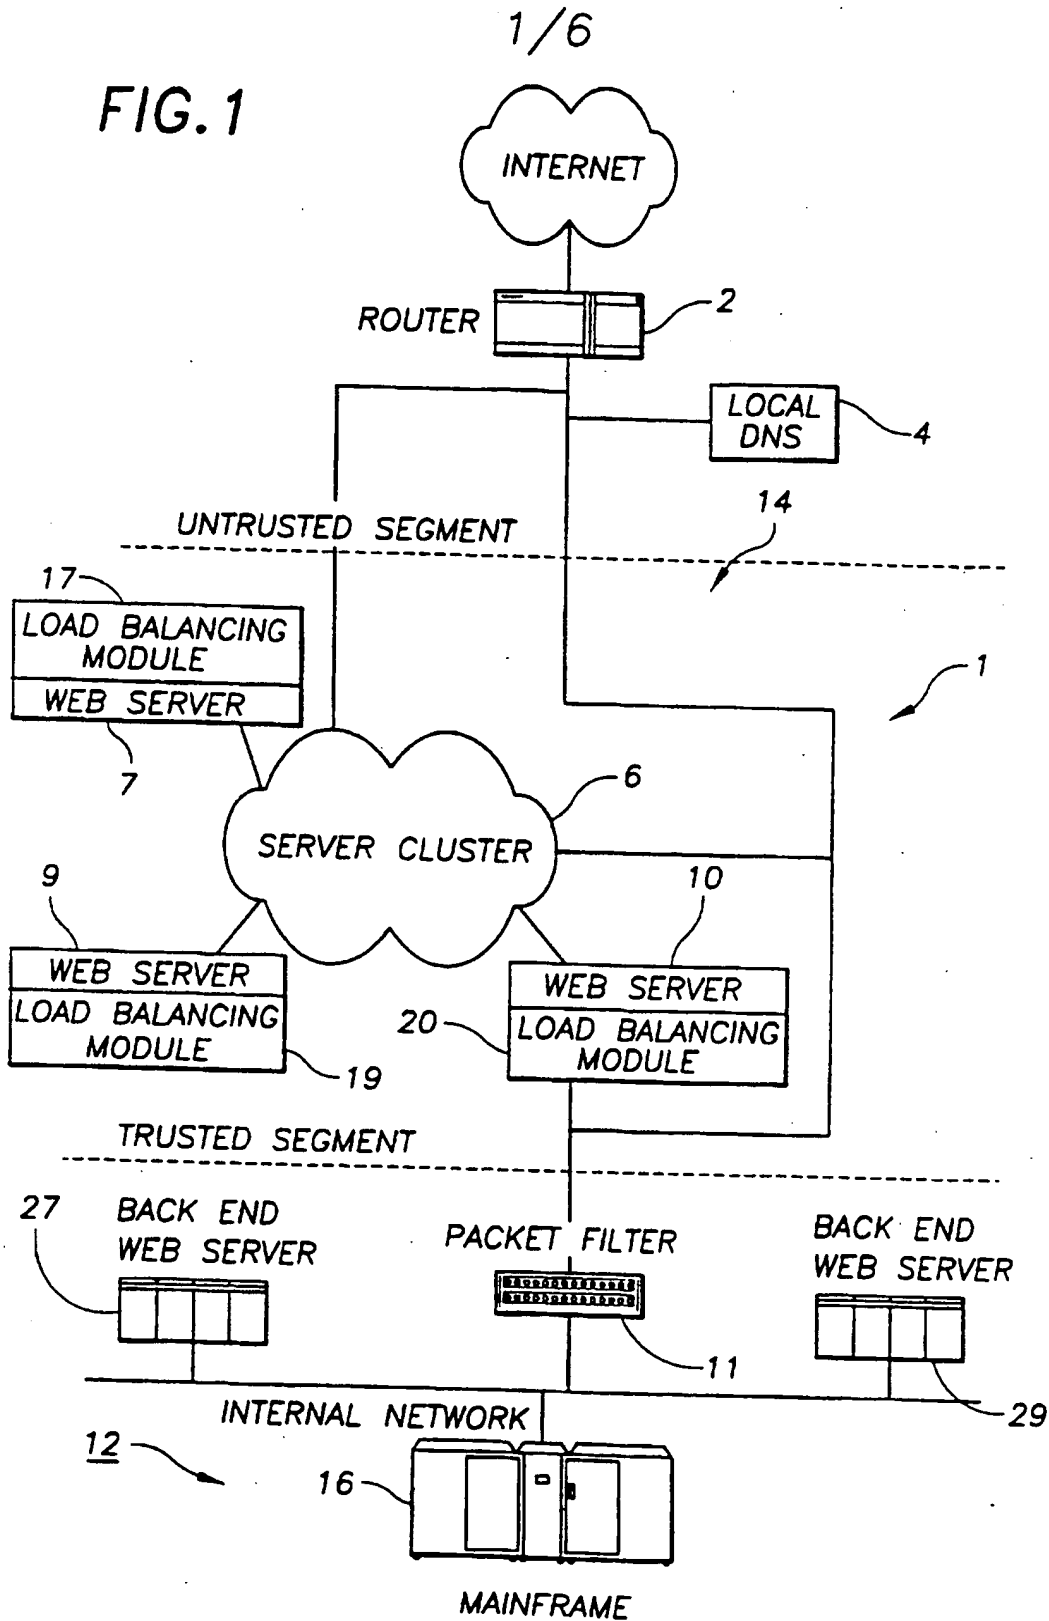 1/6
FIG. 1
INTERNET
ROUTER
2
LOCAL
DNS
4
14
UNTRUSTED SEGMENT
17
LOAD BALANCING
MODULE
WEB SERVER
7
1
6
SERVER CLUSTER
9
10
WEB SERVER
LOAD BALANCING
MODULE
19
WEB SERVER
20
LOAD BALANCING
MODULE
TRUSTED SEGMENT
27
BACK END
WEB SERVER
PACKET FILTER
BACK END
WEB SERVER
11
29
INTERNAL NETWORK
12
16
MAINFRAME